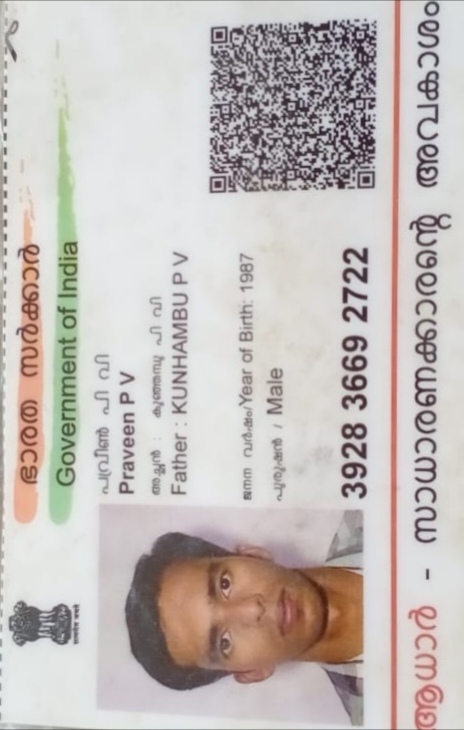 ഭാരത സർക്കാർ
Government of India
പ്രവീൺ പി വി
Praveen P V
അച്ഛൻ : കുഞ്ഞമ്പു പി വി
Father : KUNHAMBU P V
ജനന വർഷം/Year of Birth: 1987
പുരുഷൻ / Male
3928 3669 2722
ആധാർ - സാധാരണക്കാരന്റെ അവകാശം